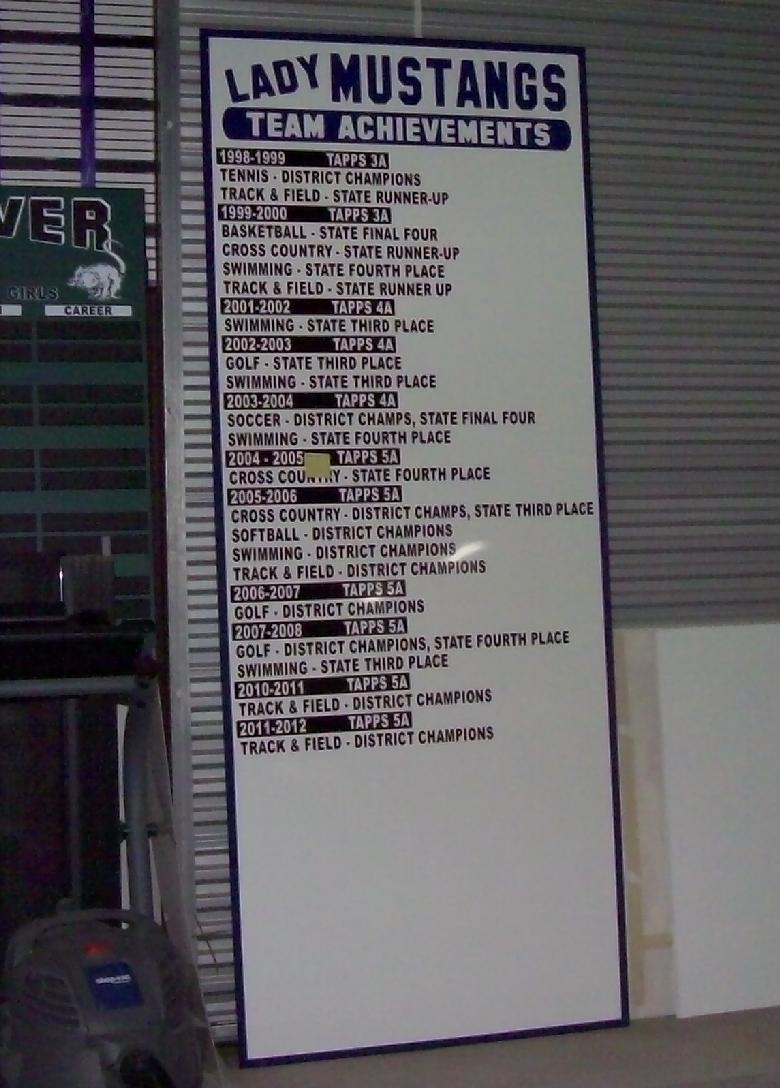 LADY MUSTANGS
TEAM ACHIEVEMENTS
1998-1999 TAPPS 3A
TENNIS - DISTRICT CHAMPIONS
TRACK & FIELD - STATE RUNNER-UP
1999-2000 TAPPS 3A
BASKETBALL - STATE FINAL FOUR
CROSS COUNTRY - STATE RUNNER-UP
SWIMMING - STATE FOURTH PLACE
TRACK & FIELD - STATE RUNNER UP
2001-2002 TAPPS 4A
SWIMMING - STATE THIRD PLACE
2002-2003 TAPPS 4A
GOLF - STATE THIRD PLACE
SWIMMING - STATE THIRD PLACE
2003-2004 TAPPS 4A
SOCCER - DISTRICT CHAMPS, STATE FINAL FOUR
SWIMMING - STATE FOURTH PLACE
2004 - 2005 TAPPS 5A
CROSS COUNTRY - STATE FOURTH PLACE
2005-2006 TAPPS 5A
CROSS COUNTRY - DISTRICT CHAMPS, STATE THIRD PLACE
SOFTBALL - DISTRICT CHAMPIONS
SWIMMING - DISTRICT CHAMPIONS
TRACK & FIELD - DISTRICT CHAMPIONS
2006-2007 TAPPS 5A
GOLF - DISTRICT CHAMPIONS
2007-2008 TAPPS 5A
GOLF - DISTRICT CHAMPIONS, STATE FOURTH PLACE
SWIMMING - STATE THIRD PLACE
2010-2011 TAPPS 5A
TRACK & FIELD - DISTRICT CHAMPIONS
2011-2012 TAPPS 5A
TRACK & FIELD - DISTRICT CHAMPIONS
VER
GIRLS
CAREER
shop-vac